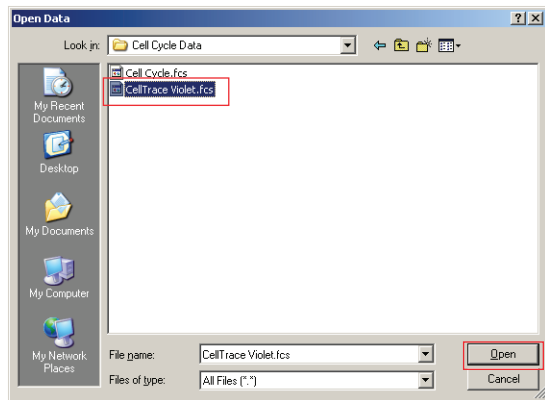 Open Data
Look in:
Cell Cycle Data
Cell Cycle.fcs
CellTrace Violet.fcs
My Recent
Documents
Desktop
My Documents
My Computer
My Network
Places
File name:
CellTrace Violet.fcs
Open
Files of type:
All Files (*.*)
Cancel